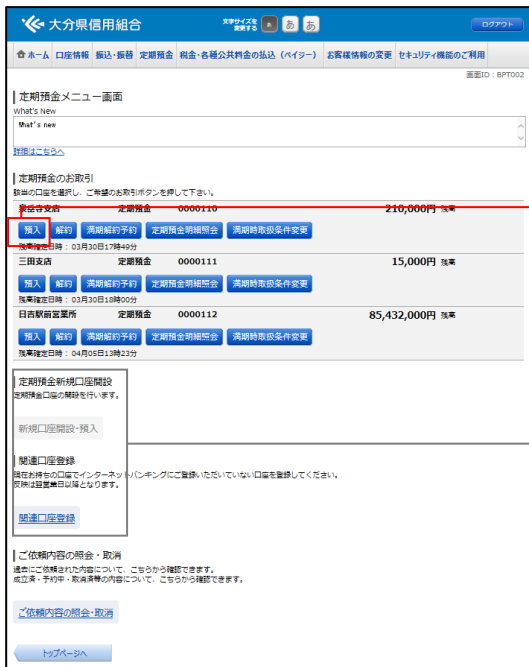 大分県信用組合 文字サイズを変更する あ あ あ ログアウト
ホーム 口座情報 振込・振替 定期預金 税金・各種公共料金の払込(ペイジー) お客様情報の変更 セキュリティ機能のご利用
画面ID:BPT002
定期預金メニュー画面
What's New
What's new
詳細はこちらへ
定期預金のお取引
該当の口座を選択し、ご希望のお取引ボタンを押して下さい。
泉岳寺支店 定期預金 0000110 210,000円 残高
預入 解約 満期解約予約 定期預金明細照会 満期時取扱条件変更
残高確定日時:03月30日17時49分
三田支店 定期預金 0000111 15,000円 残高
預入 解約 満期解約予約 定期預金明細照会 満期時取扱条件変更
残高確定日時:03月30日18時00分
日吉駅前営業所 定期預金 0000112 85,432,000円 残高
預入 解約 満期解約予約 定期預金明細照会 満期時取扱条件変更
残高確定日時:04月05日13時23分
定期預金新規口座開設
定期預金口座の開設を行います。
新規口座開設・預入
関連口座登録
現在お持ちの口座でインターネットバンキングにご登録いただいていない口座を登録してください。
反映は翌営業日以降となります。
関連口座登録
ご依頼内容の照会・取消
過去にご依頼された内容について、こちらから確認できます。
成立済・予約中・取消済等の内容について、こちらから確認できます。
ご依頼内容の照会・取消
トップページへ